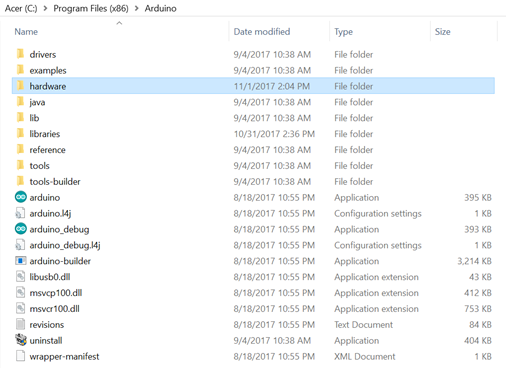 Acer (C:) > Program Files (x86) > Arduino
Name Date modified Type Size
drivers 9/4/2017 10:38 AM File folder
examples 9/4/2017 10:38 AM File folder
hardware 11/1/2017 2:04 PM File folder
java 9/4/2017 10:38 AM File folder
lib 9/4/2017 10:38 AM File folder
libraries 10/31/2017 2:36 PM File folder
reference 9/4/2017 10:38 AM File folder
tools 9/4/2017 10:38 AM File folder
tools-builder 9/4/2017 10:38 AM File folder
arduino 8/18/2017 10:55 PM Application 395 KB
arduino.l4j 8/18/2017 10:55 PM Configuration settings 1 KB
arduino_debug 8/18/2017 10:55 PM Application 393 KB
arduino_debug.l4j 8/18/2017 10:55 PM Configuration settings 1 KB
arduino-builder 8/18/2017 10:55 PM Application 3,214 KB
libusb0.dll 8/18/2017 10:55 PM Application extension 43 KB
msvcp100.dll 8/18/2017 10:55 PM Application extension 412 KB
msvcr100.dll 8/18/2017 10:55 PM Application extension 753 KB
revisions 8/18/2017 10:55 PM Text Document 84 KB
uninstall 9/4/2017 10:38 AM Application 404 KB
wrapper-manifest 8/18/2017 10:55 PM XML Document 1 KB